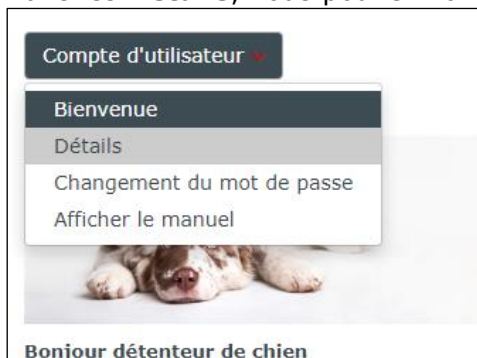 Compte d'utilisateur
Bienvenue
Détails
Changement du mot de passe
Afficher le manuel
Bonjour détenteur de chien